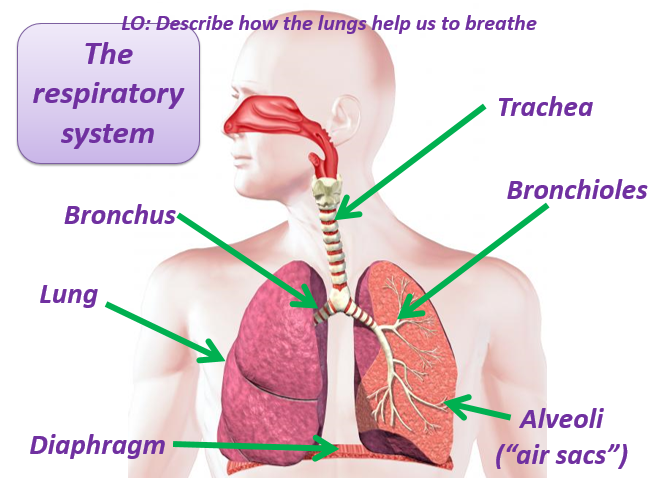 LO: Describe how the lungs help us to breathe
The
respiratory
system
Trachea
Bronchioles
Bronchus
Lung
Alveoli
(“air sacs”)
Diaphragm